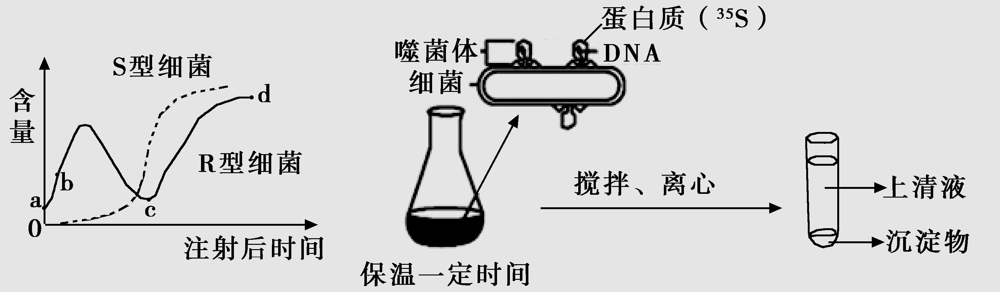 S型细菌
含量
a
b
c
d
R型细菌
0
注射后时间
蛋白质（³⁵S）
噬菌体
DNA
细菌
保温一定时间
搅拌、离心
上清液
沉淀物